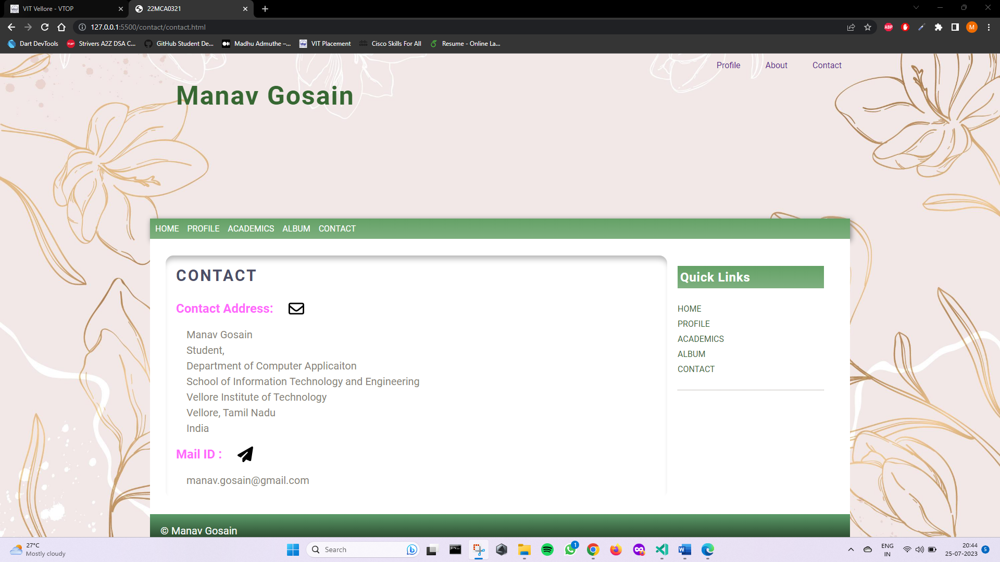 VIT Vellore - VTOP
22MCA0321
127.0.0.1:5500/contact/contact.html
ABP
M
Dart DevTools
Strivers A2Z DSA C...
GitHub Student De...
Madhu Admuthe –...
VIT Placement
Cisco Skills For All
Resume - Online La...
Profile About Contact
Manav Gosain
HOME PROFILE ACADEMICS ALBUM CONTACT
CONTACT
Contact Address:
Manav Gosain
Student,
Department of Computer Applicaiton
School of Information Technology and Engineering
Vellore Institute of Technology
Vellore, Tamil Nadu
India
Mail ID :
manav.gosain@gmail.com
Quick Links
HOME
PROFILE
ACADEMICS
ALBUM
CONTACT
© Manav Gosain
27°C
Mostly cloudy
Search
1
ENG
IN
20:44
25-07-2023
5